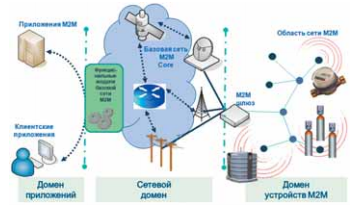 Приложения M2M
Клиентские
приложения
Функцио-
нальные
модули
базовой
сети
M2M
Базовая сеть
M2M
Core
M2M
шлюз
Область сети M2M
Домен
приложений
Сетевой
домен
Домен
устройств M2M